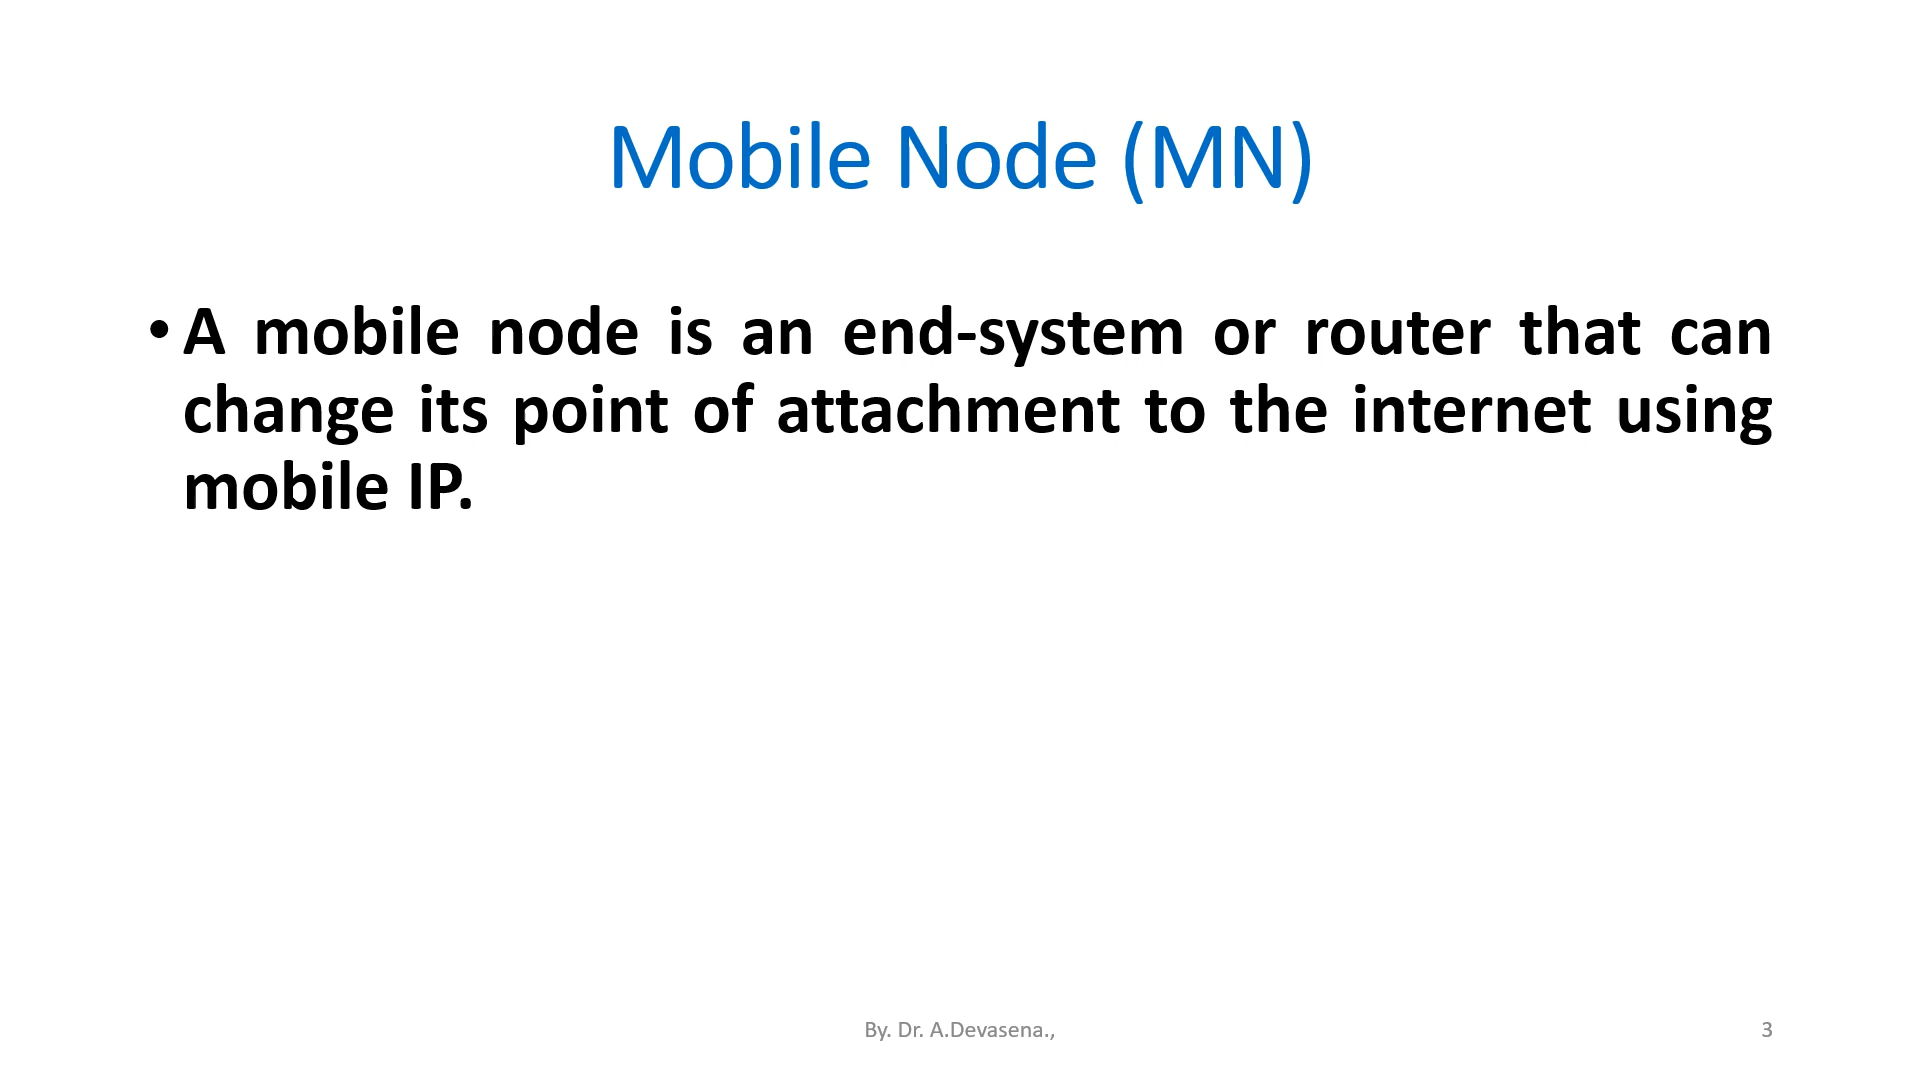 Mobile Node (MN)
• A mobile node is an end-system or router that can
change its point of attachment to the internet using
mobile IP.
By. Dr. A.Devasena.,
3